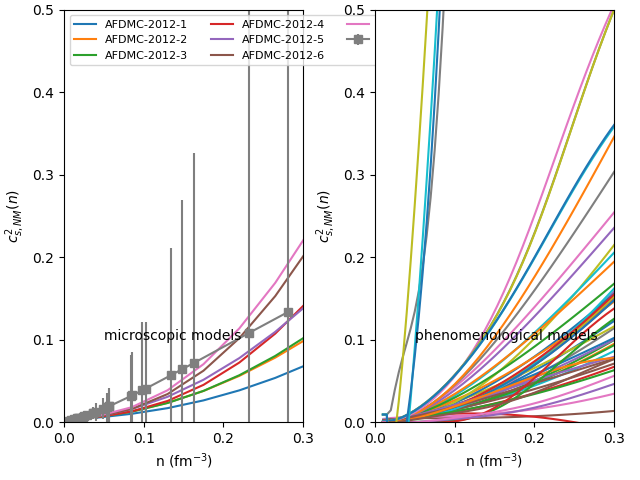 0.5
0.4
0.3
0.2
0.1
0.0
c²s,NM(n)
AFDMC-2012-1
AFDMC-2012-2
AFDMC-2012-3
AFDMC-2012-4
AFDMC-2012-5
AFDMC-2012-6
microscopic models
0.0 0.1 0.2 0.3
n (fm⁻³)
0.5
0.4
0.3
0.2
0.1
0.0
c²s,NM(n)
phenomenological models
0.0 0.1 0.2 0.3
n (fm⁻³)